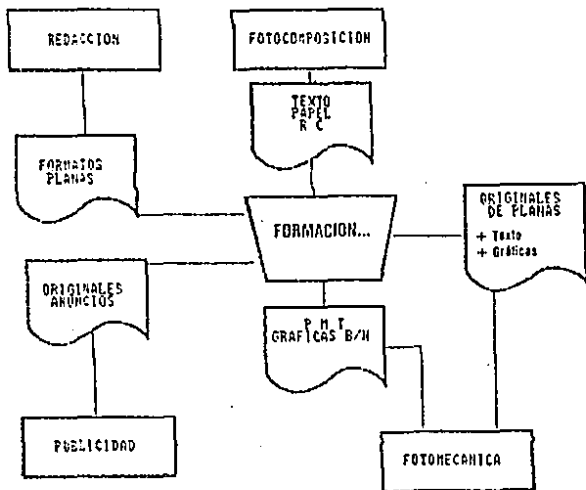 REDACCION
FOTOCOMPOSICION
TEXTO
PAPEL
R C
FORMATOS
PLANAS
FORMACION...
ORIGINALES
DE PLANAS
+ Texto
+ Gráficas
ORIGINALES
ANUNCIOS
P M T
GRAFICAS B/N
PUBLICIDAD
FOTOMECANICA